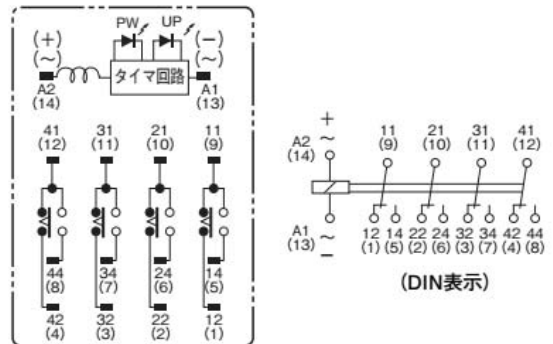 PW UP
(+) (−)
(~) (~)
タイマ回路
A2 A1
(14) (13)
41 31 21 11
(12) (11) (10) (9)
44 34 24 14
(8) (7) (6) (5)
42 32 22 12
(4) (3) (2) (1)
+
~
A2
(14)
11 21 31 41
(9) (10) (11) (12)
A1
(13)
~
−
12 14 22 24 32 34 42 44
(1) (5) (2) (6) (3) (7) (4) (8)
(DIN表示)